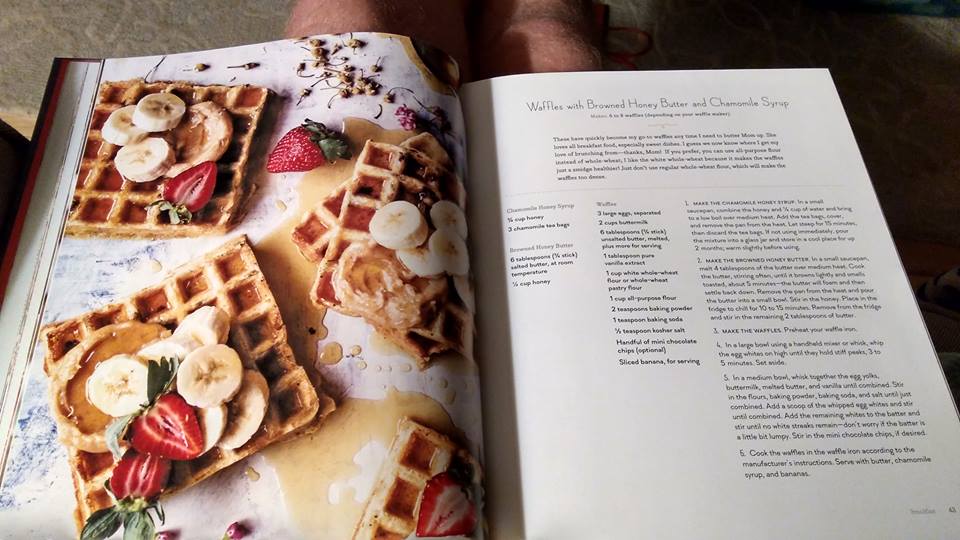 Waffles with Browned Honey Butter and Chamomile Syrup
Makes 6 to 8 waffles (depending on your waffle maker)
These have quickly become my go-to waffles any time I need to butter Mom up. She
loves all breakfast food, especially sweet dishes. I guess we now know where I get my
love of brunching from—thanks, Mom! If you prefer, you can use all-purpose flour
instead of whole-wheat, I like the white whole-wheat because it makes the waffles
just a smidge healthier! Just don't use regular whole-wheat flour, which will make the
waffles too dense.
Chamomile Honey Syrup
¾ cup honey
3 chamomile tea bags
Browned Honey Butter
6 tablespoons (¾ stick)
salted butter, at room
temperature
¼ cup honey
Waffles
3 large eggs, separated
2 cups buttermilk
6 tablespoons (¾ stick)
unsalted butter, melted,
plus more for serving
1 tablespoon pure
vanilla extract
1 cup white whole-wheat
flour or whole-wheat
pastry flour
1 cup all-purpose flour
2 teaspoons baking powder
1 teaspoon baking soda
½ teaspoon kosher salt
Handful of mini chocolate
chips (optional)
Sliced banana, for serving
1. MAKE THE CHAMOMILE HONEY SYRUP. In a small
saucepan, combine the honey and ¼ cup of water and bring
to a low boil over medium heat. Add the tea bags, cover,
and remove the pan from the heat. Let steep for 15 minutes,
then discard the tea bags. If not using immediately, pour
the mixture into a glass jar and store in a cool place for up
2 months; warm slightly before using.
2. MAKE THE BROWNED HONEY BUTTER. In a small saucepan,
melt 4 tablespoons of the butter over medium heat. Cook
the butter, stirring often, until it browns lightly and smells
toasted, about 5 minutes—the butter will foam and then
settle back down. Remove the pan from the heat and pour
the butter into a small bowl. Stir in the honey. Place in the
fridge to chill for 10 to 15 minutes. Remove from the fridge
and stir in the remaining 2 tablespoons of butter.
3. MAKE THE WAFFLES. Preheat your waffle iron.
4. In a large bowl using a handheld mixer or whisk, whip
the egg whites on high until they hold stiff peaks, 3 to
5 minutes. Set aside.
5. In a medium bowl, whisk together the egg yolks,
buttermilk, melted butter, and vanilla until combined. Stir
in the flours, baking powder, baking soda, and salt until just
combined. Add a scoop of the whipped egg whites and stir
until combined. Add the remaining whites to the batter and
stir until no white streaks remain—don't worry if the batter is
a little bit lumpy. Stir in the mini chocolate chips, if desired.
6. Cook the waffles in the waffle iron according to the
manufacturer's instructions. Serve with butter, chamomile
syrup, and bananas.
Breakfast